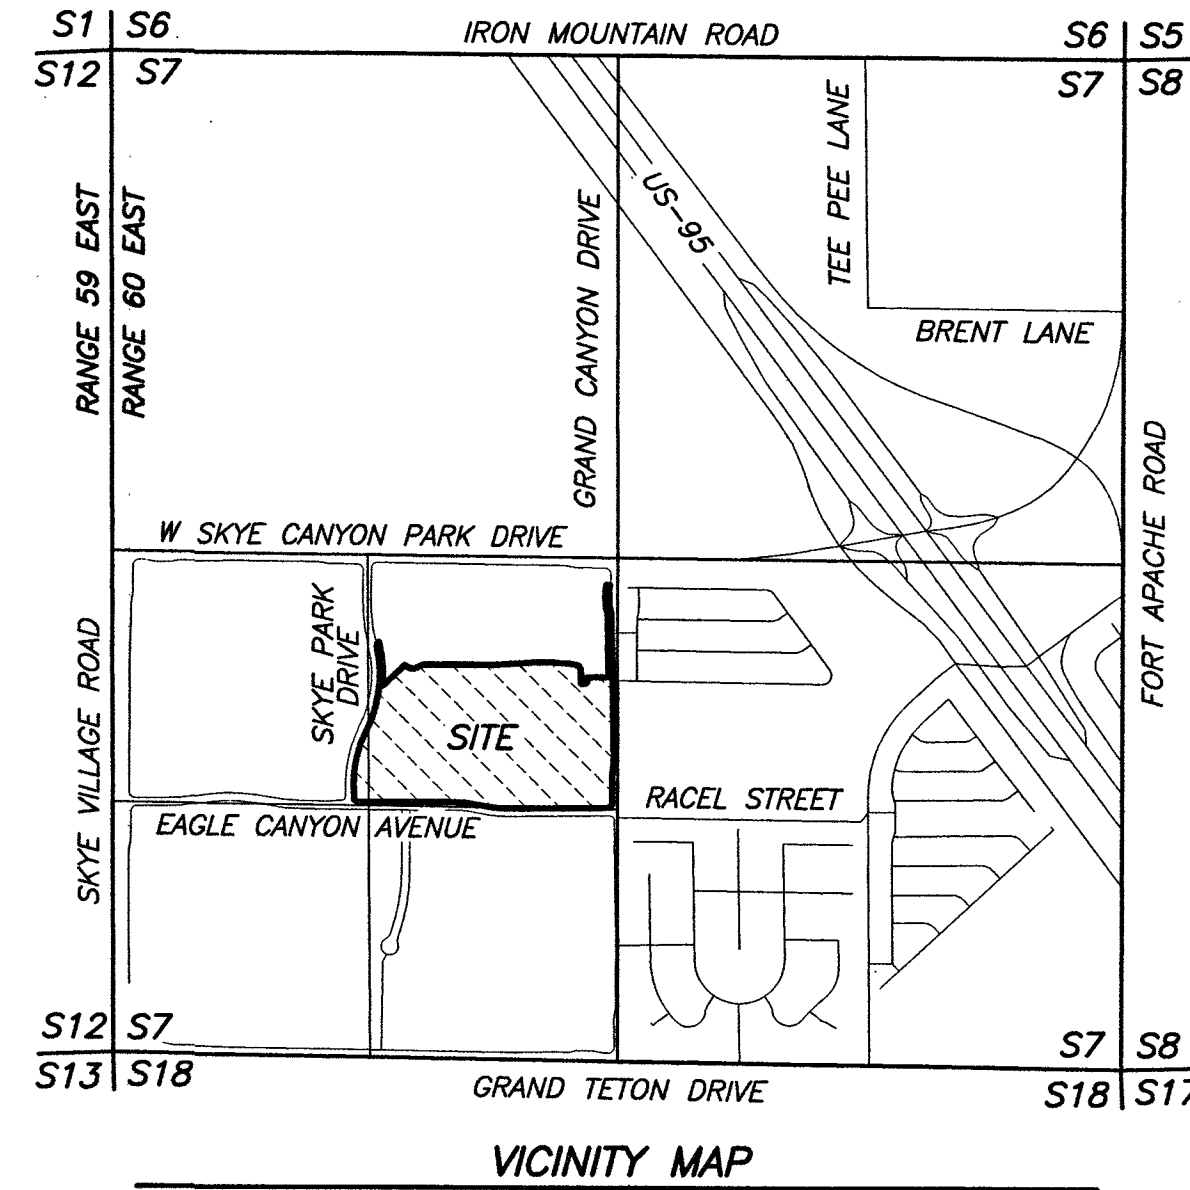 S1 S6
IRON MOUNTAIN ROAD
S6 S5
S12 S7
S7 S8
TEE PEE LANE
US-95
RANGE 59 EAST
RANGE 60 EAST
GRAND CANYON DRIVE
BRENT LANE
FORT APACHE ROAD
W SKYE CANYON PARK DRIVE
SKYE PARK
DRIVE
SKYE VILLAGE ROAD
SITE
RACEL STREET
EAGLE CANYON AVENUE
S12 S7
S7 S8
S13 S18
GRAND TETON DRIVE
S18 S17
VICINITY MAP